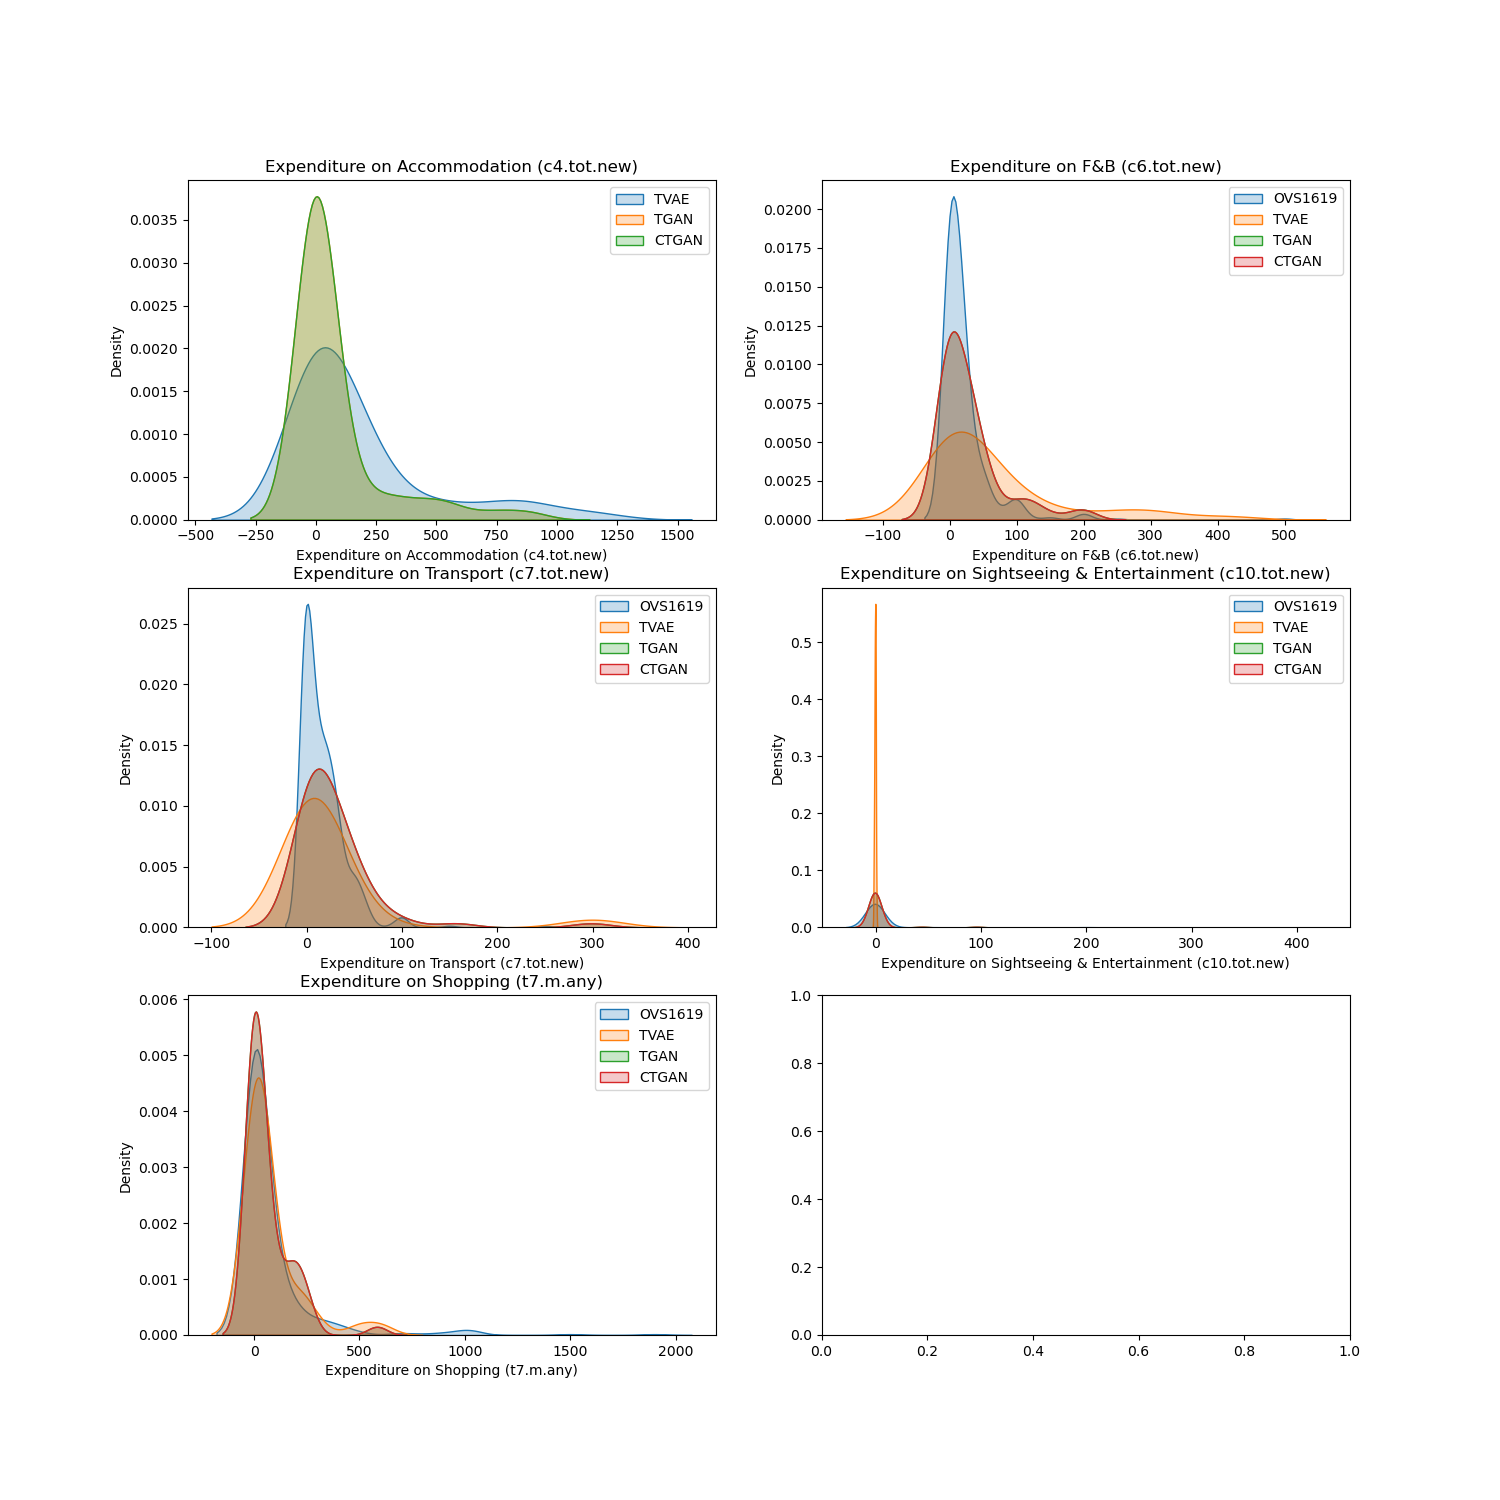 Expenditure on Accommodation (c4.tot.new)
Density
0.0035
0.0030
0.0025
0.0020
0.0015
0.0010
0.0005
0.0000
−500 −250 0 250 500 750 1000 1250 1500
Expenditure on Accommodation (c4.tot.new)
TVAE
TGAN
CTGAN
Expenditure on F&B (c6.tot.new)
Density
0.0200
0.0175
0.0150
0.0125
0.0100
0.0075
0.0050
0.0025
0.0000
−100 0 100 200 300 400 500
Expenditure on F&B (c6.tot.new)
OVS1619
TVAE
TGAN
CTGAN
Expenditure on Transport (c7.tot.new)
Density
0.025
0.020
0.015
0.010
0.005
0.000
−100 0 100 200 300 400
Expenditure on Transport (c7.tot.new)
OVS1619
TVAE
TGAN
CTGAN
Expenditure on Sightseeing & Entertainment (c10.tot.new)
Density
0.5
0.4
0.3
0.2
0.1
0.0
0 100 200 300 400
Expenditure on Sightseeing & Entertainment (c10.tot.new)
OVS1619
TVAE
TGAN
CTGAN
Expenditure on Shopping (t7.m.any)
Density
0.006
0.005
0.004
0.003
0.002
0.001
0.000
0 500 1000 1500 2000
Expenditure on Shopping (t7.m.any)
OVS1619
TVAE
TGAN
CTGAN
1.0
0.8
0.6
0.4
0.2
0.0
0.0 0.2 0.4 0.6 0.8 1.0